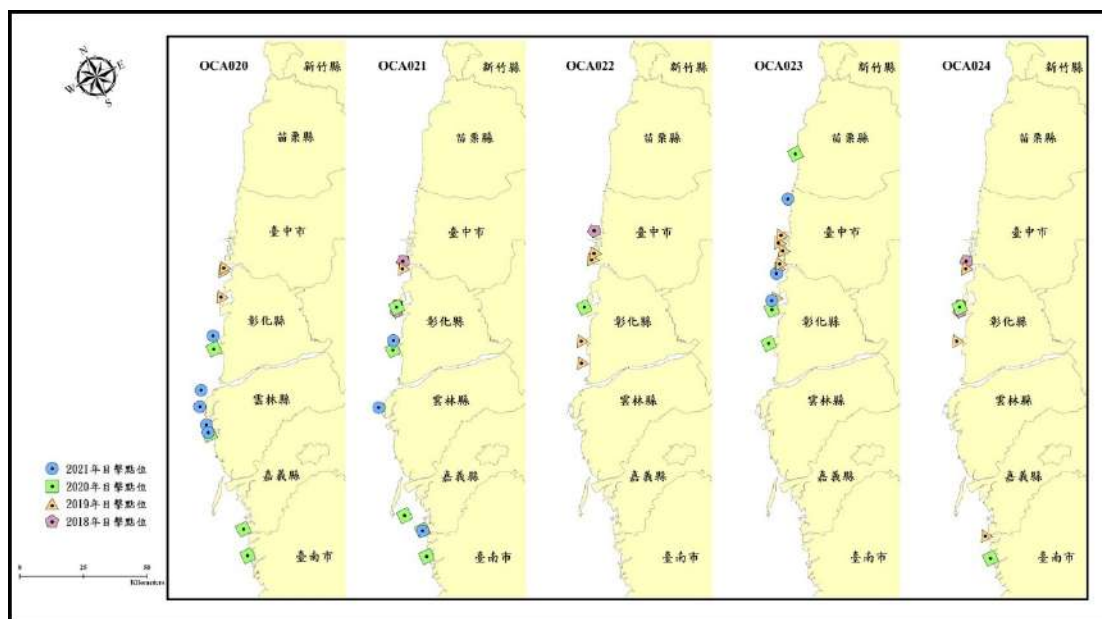 N
E
W
S
OCA020
新竹縣
苗栗縣
臺中市
彰化縣
雲林縣
嘉義縣
臺南市
OCA021
新竹縣
苗栗縣
臺中市
彰化縣
雲林縣
嘉義縣
臺南市
OCA022
新竹縣
苗栗縣
臺中市
彰化縣
雲林縣
嘉義縣
臺南市
OCA023
新竹縣
苗栗縣
臺中市
彰化縣
雲林縣
嘉義縣
臺南市
OCA024
新竹縣
苗栗縣
臺中市
彰化縣
雲林縣
嘉義縣
臺南市
2021年目擊點位
2020年目擊點位
2019年目擊點位
2018年目擊點位
0 25 50
Kilometers